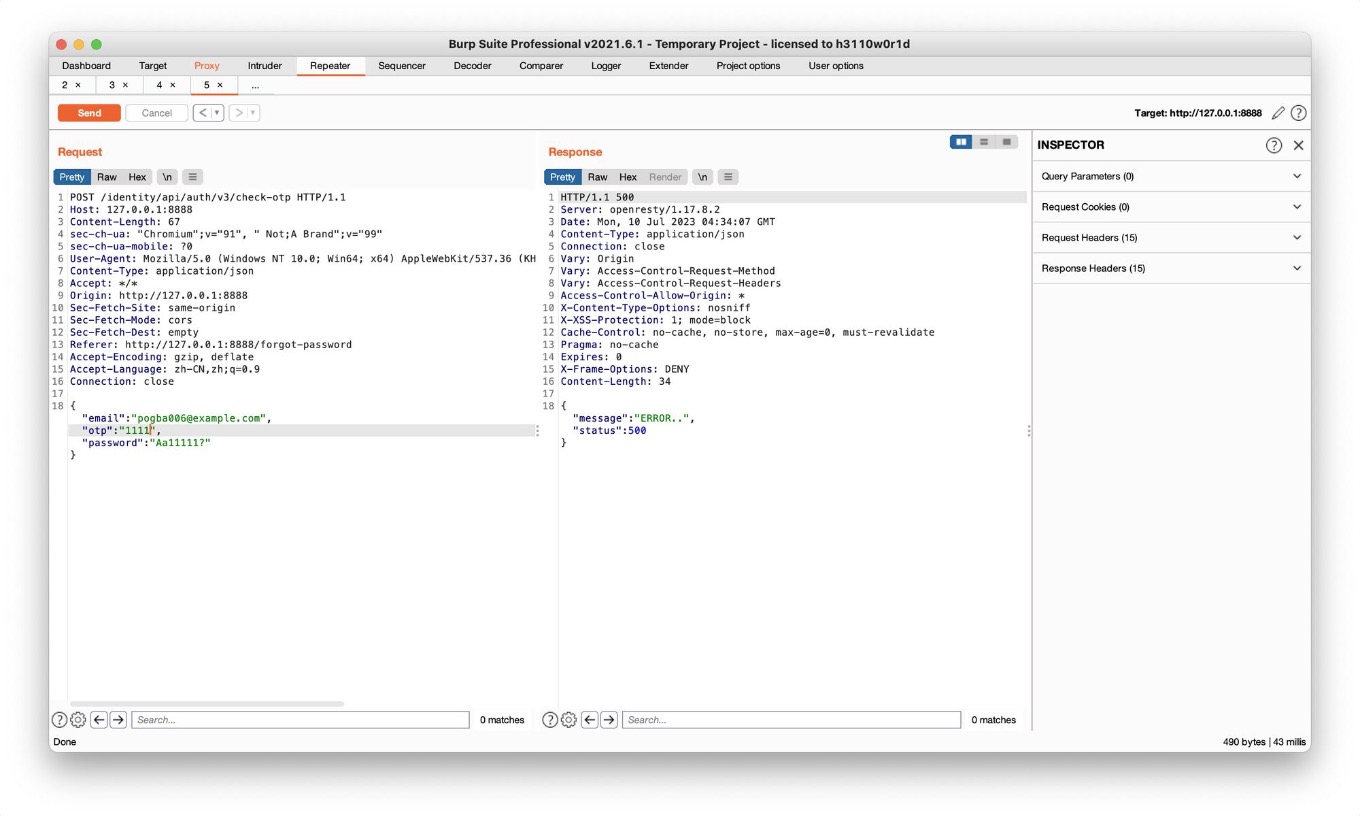 Burp Suite Professional v2021.6.1 - Temporary Project - licensed to h3110w0r1d
Dashboard Target Proxy Intruder Repeater Sequencer Decoder Comparer Logger Extender Project options User options
2 × 3 × 4 × 5 × ...
Send Cancel < > Target: http://127.0.0.1:8888 ?
Request
Pretty Raw Hex \n
1 POST /identity/api/auth/v3/check-otp HTTP/1.1
2 Host: 127.0.0.1:8888
3 Content-Length: 67
4 sec-ch-ua: "Chromium";v="91", " Not;A Brand";v="99"
5 sec-ch-ua-mobile: ?0
6 User-Agent: Mozilla/5.0 (Windows NT 10.0; Win64; x64) AppleWebKit/537.36 (KH
7 Content-Type: application/json
8 Accept: */*
9 Origin: http://127.0.0.1:8888
10 Sec-Fetch-Site: same-origin
11 Sec-Fetch-Mode: cors
12 Sec-Fetch-Dest: empty
13 Referer: http://127.0.0.1:8888/forgot-password
14 Accept-Encoding: gzip, deflate
15 Accept-Language: zh-CN,zh;q=0.9
16 Connection: close
17
18 {
"email":"pogba006@example.com",
"otp":"1111",
"password":"Aa11111?"
}
? Search... 0 matches
Response
Pretty Raw Hex Render \n
1 HTTP/1.1 500
2 Server: openresty/1.17.8.2
3 Date: Mon, 10 Jul 2023 04:34:07 GMT
4 Content-Type: application/json
5 Connection: close
6 Vary: Origin
7 Vary: Access-Control-Request-Method
8 Vary: Access-Control-Request-Headers
9 Access-Control-Allow-Origin: *
10 X-Content-Type-Options: nosniff
11 X-XSS-Protection: 1; mode=block
12 Cache-Control: no-cache, no-store, max-age=0, must-revalidate
13 Pragma: no-cache
14 Expires: 0
15 X-Frame-Options: DENY
16 Content-Length: 34
17
18 {
"message":"ERROR..",
"status":500
}
? Search... 0 matches
INSPECTOR ? ×
Query Parameters (0)
Request Cookies (0)
Request Headers (15)
Response Headers (15)
Done 490 bytes | 43 millis